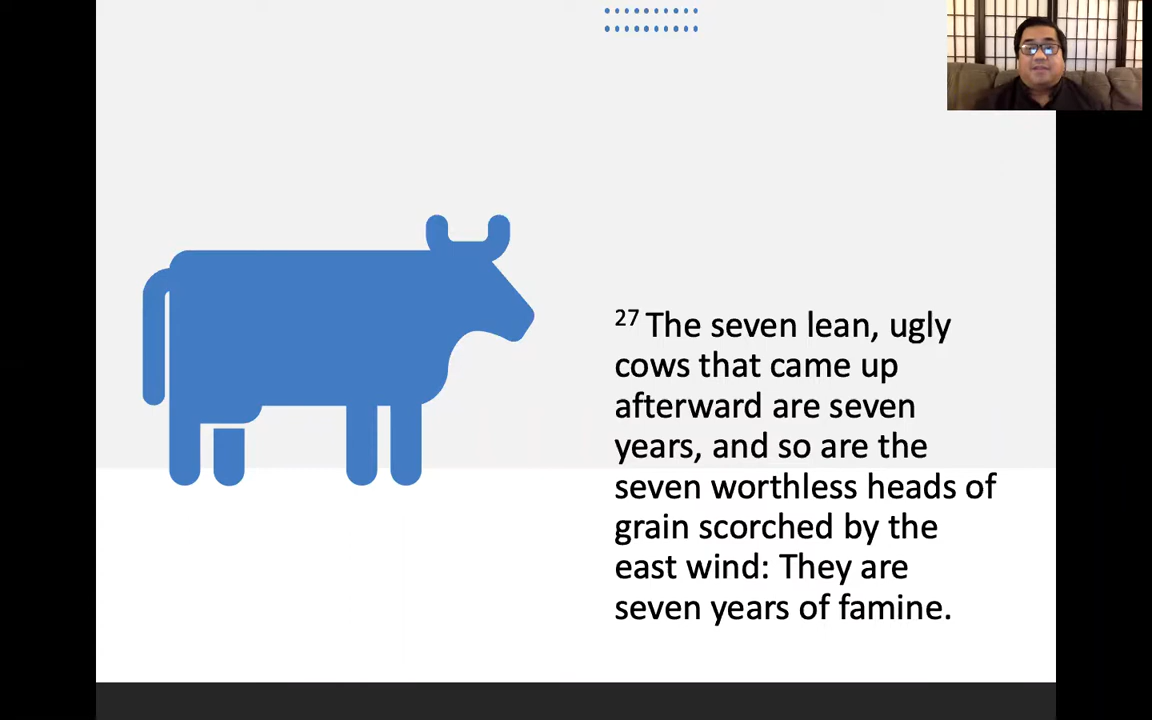 27 The seven lean, ugly
cows that came up
afterward are seven
years, and so are the
seven worthless heads of
grain scorched by the
east wind: They are
seven years of famine.